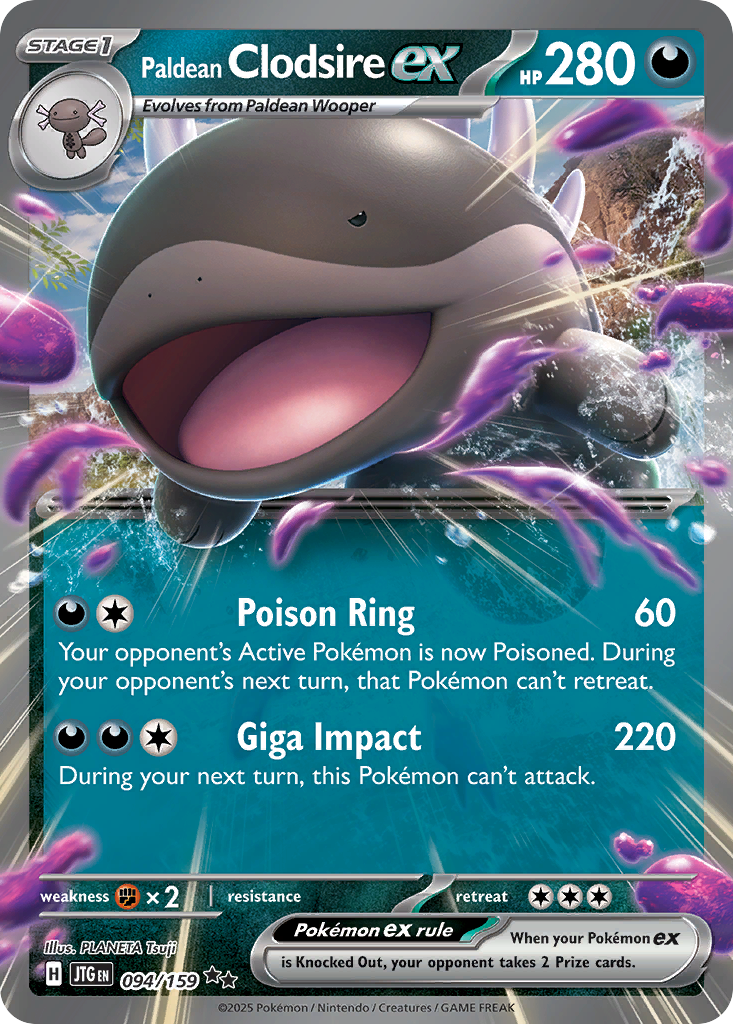 STAGE 1
Paldean Clodsire ex HP 280
Evolves from Paldean Wooper
Poison Ring 60
Your opponent's Active Pokémon is now Poisoned. During
your opponent's next turn, that Pokémon can't retreat.
Giga Impact 220
During your next turn, this Pokémon can't attack.
weakness ×2 resistance retreat
Pokémon ex rule When your Pokémon ex
is Knocked Out, your opponent takes 2 Prize cards.
Illus. PLANETA Tsuji
H JTG EN 094/159
©2025 Pokémon / Nintendo / Creatures / GAME FREAK